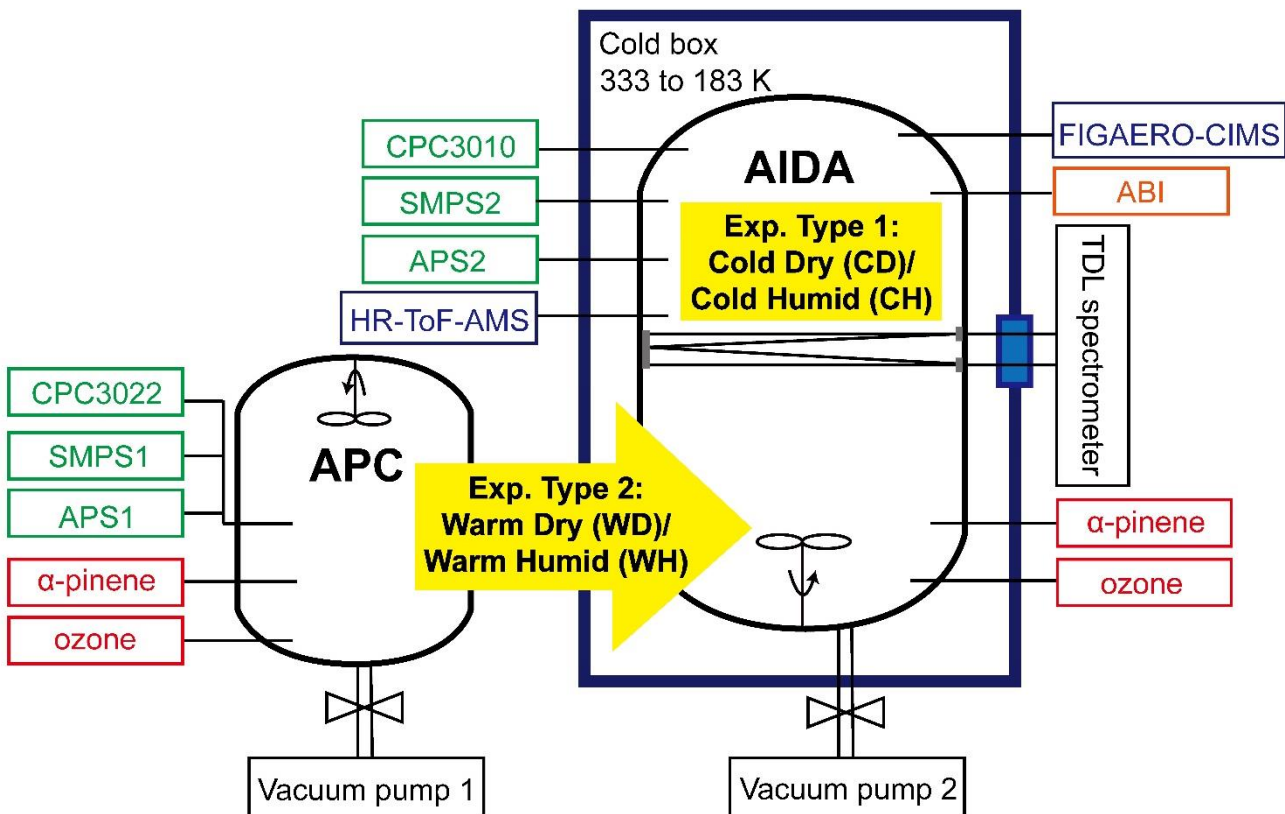 Cold box
333 to 183 K
CPC3010
SMPS2
APS2
HR-ToF-AMS
AIDA
Exp. Type 1:
Cold Dry (CD)/
Cold Humid (CH)
FIGAERO-CIMS
ABI
TDL spectrometer
α-pinene
ozone
CPC3022
SMPS1
APS1
α-pinene
ozone
APC
Exp. Type 2:
Warm Dry (WD)/
Warm Humid (WH)
Vacuum pump 1
Vacuum pump 2